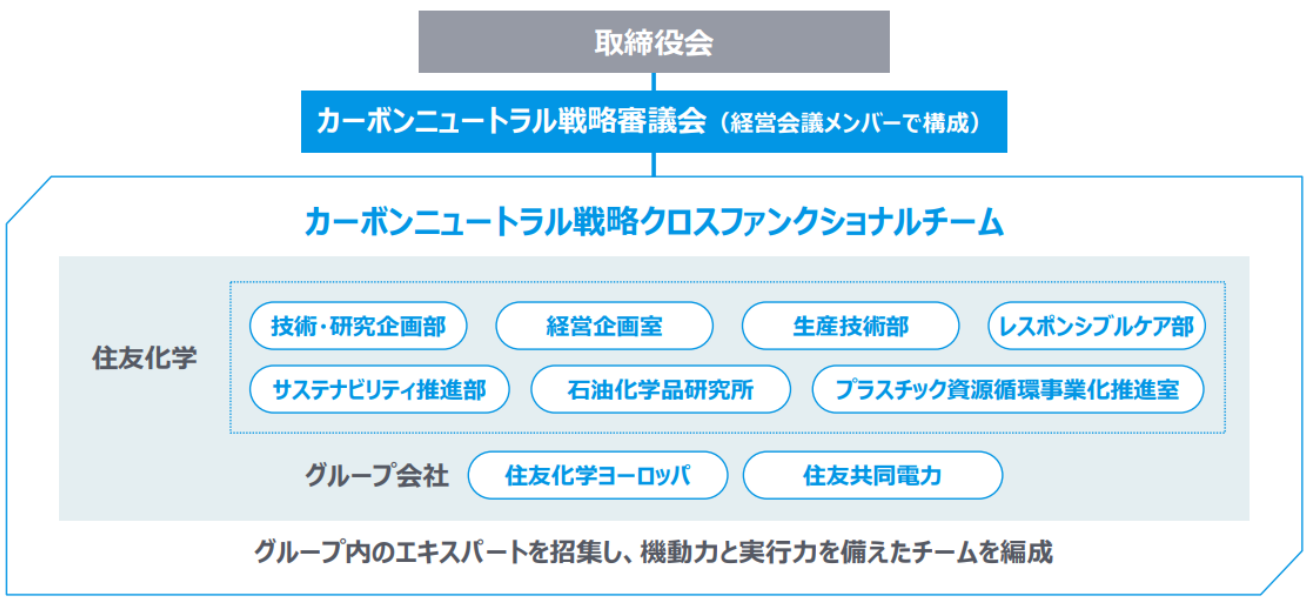 取締役会
カーボンニュートラル戦略審議会（経営会議メンバーで構成）
カーボンニュートラル戦略クロスファンクショナルチーム
住友化学
技術・研究企画部 経営企画室 生産技術部 レスポンシブルケア部
サステナビリティ推進部 石油化学品研究所 プラスチック資源循環事業化推進室
グループ会社 住友化学ヨーロッパ 住友共同電力
グループ内のエキスパートを招集し、機動力と実行力を備えたチームを編成